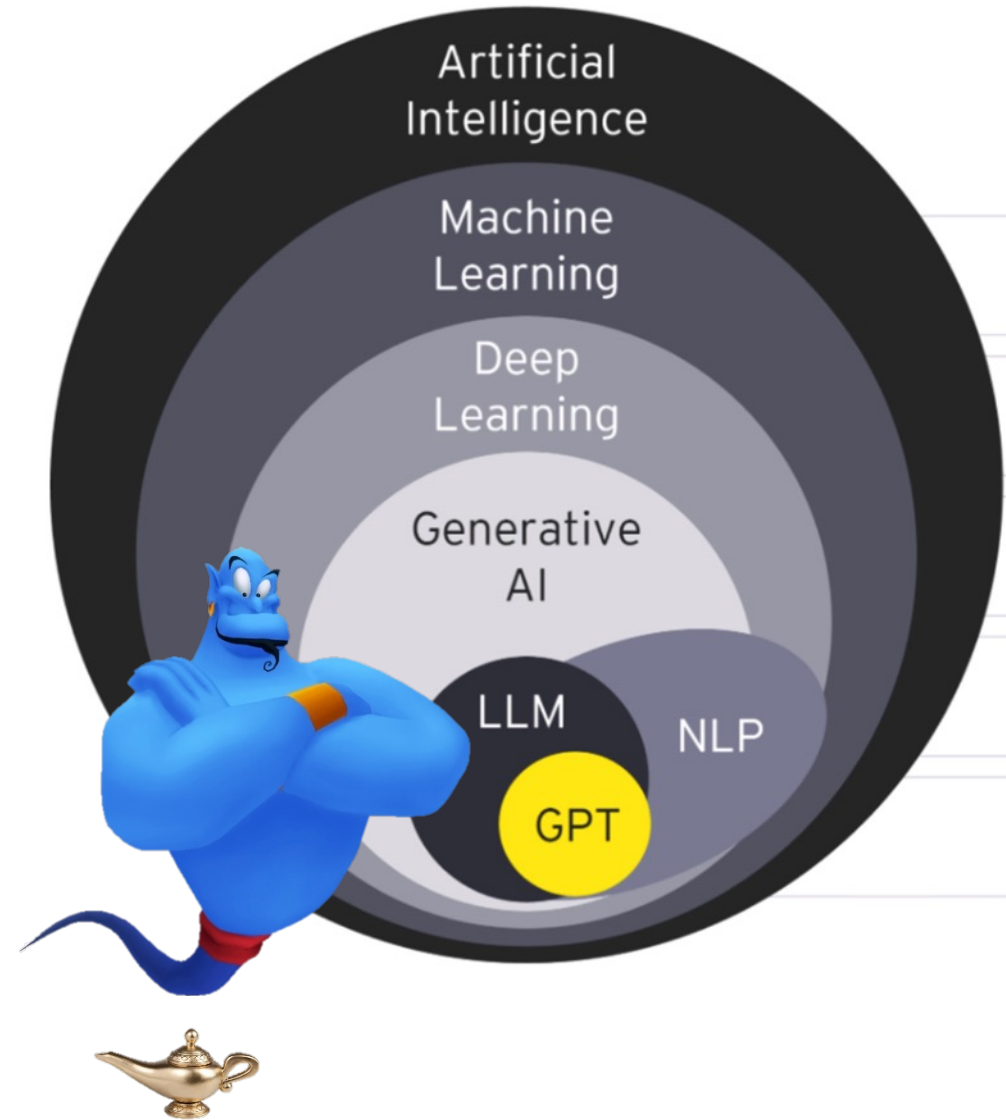 Artificial
Intelligence
Machine
Learning
Deep
Learning
Generative
AI
LLM
NLP
GPT